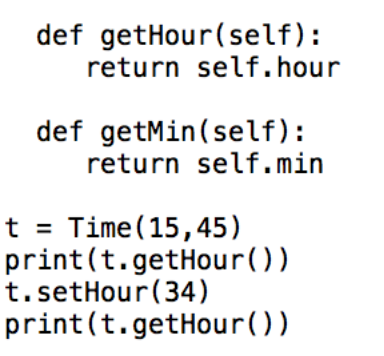 def getHour(self):
return self.hour
def getMin(self):
return self.min
t = Time(15,45)
print(t.getHour())
t.setHour(34)
print(t.getHour())